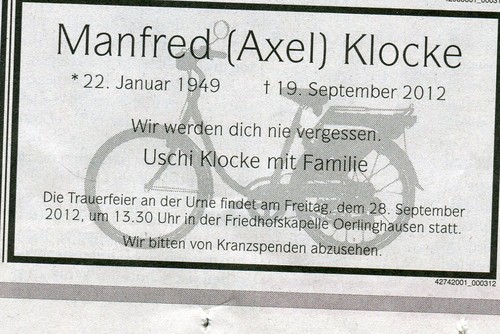 Manfred (Axel) Klocke
* 22. Januar 1949 † 19. September 2012
Wir werden dich nie vergessen.
Uschi Klocke mit Familie
Die Trauerfeier an der Urne findet am Freitag, dem 28. September
2012, um 13.30 Uhr in der Friedhofskapelle Oerlinghausen statt.
Wir bitten von Kranzspenden abzusehen.
42742001_000312